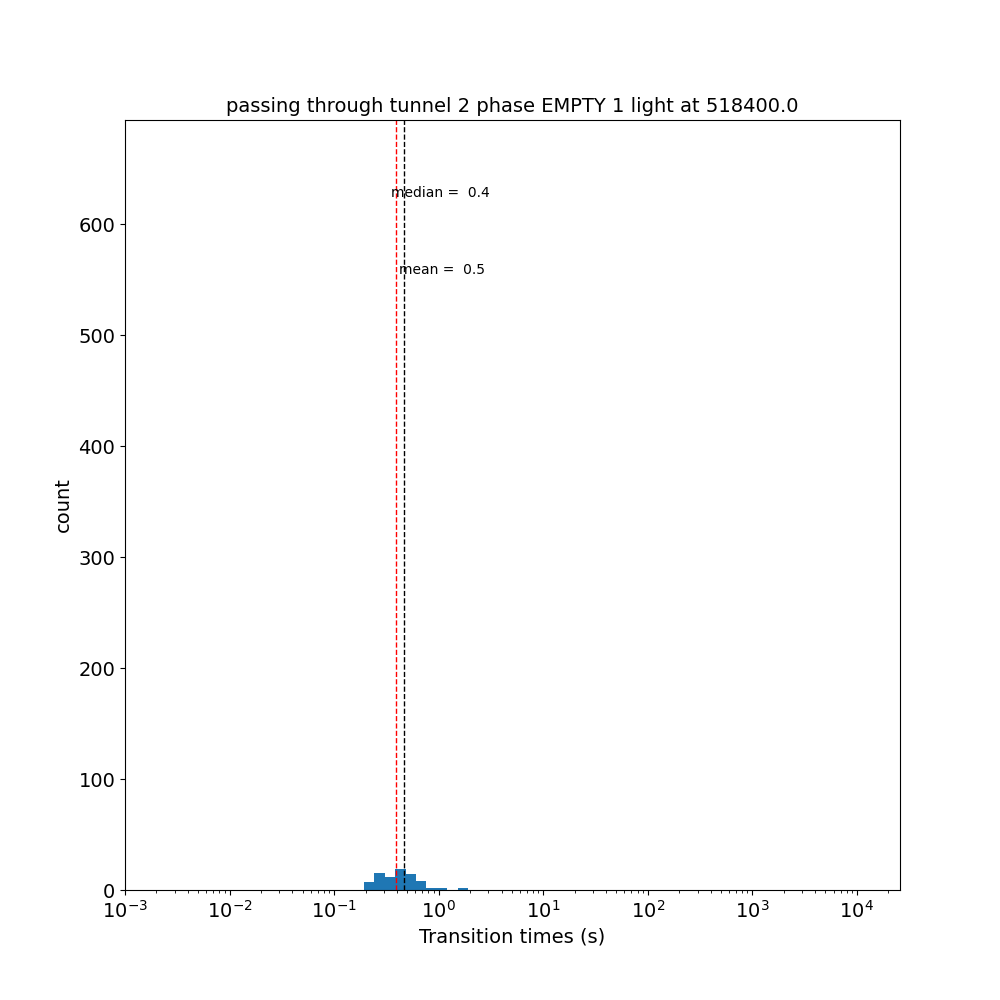 passing through tunnel 2 phase EMPTY 1 light at 518400.0
median =  0.4
mean =  0.5
600
500
400
300
200
100
0
count
10⁻³ 10⁻² 10⁻¹ 10⁰ 10¹ 10² 10³ 10⁴
Transition times (s)